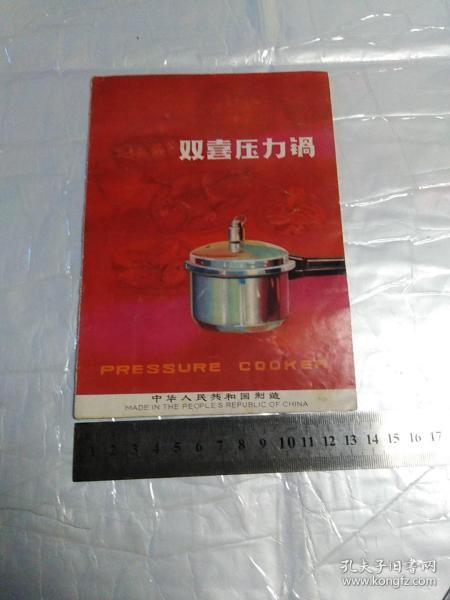 双喜压力锅
PRESSURE COOKER
中华人民共和国制造
MADE IN THE PEOPLE'S REPUBLIC OF CHINA
1 2 3 4 5 6 7 8 9 10 11 12 13 14 15 16 17
孔夫子旧书网
www.kongfz.com